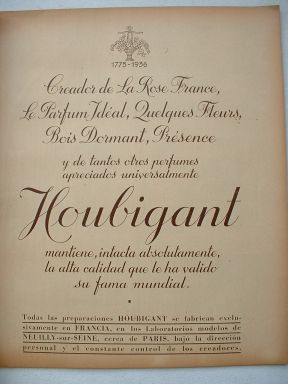 1775-1936
Creador de La Rose France,
Le Parfum Idéal, Quelques Fleurs,
Bois Dormant, Présence
y de tantos otros perfumes
apreciados universalmente
Houbigant
mantiene, intacta absolutamente,
la alta calidad que le ha valido
su fama mundial.
Todas las preparaciones HOUBIGANT se fabrican exclu-
sivamente en FRANCIA, en los Laboratorios modelos de
NEUILLY-sur-SEINE, cerca de PARIS, bajo la dirección
personal y el constante control de los creadores.